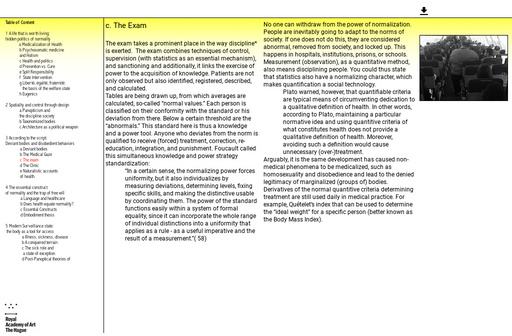 Table of Content
1 A life that is worth living:
hidden politics of normality
a Medicalization of Health
b Psychosomatic medicine
and Fatism
c Health and politics
d Prevention vs. Cure
e Split Responsibility
f State intervention
g Liberté, égalité, fraternité
the basis of the welfare state
h Eugenics
2 Spatiality and control through design
a Panopticism and
the discipline society
b Taxonomized bodies
c. Architecture as a political weapon
3 According to the script:
Deviant bodies and deviant behaviors
a Deviant bodies
b The Medical Gaze
c The exam
d The Clinic
e Naturalistic accounts
of health
4 The essential construct
of normality and the trap of free will
a Language and healthcare
b Does health equate normality?
c Essential Constructs
d Embodiment thesis
5 Modern Surveillance state:
the body as a tool for access
a Illness, sickness, disease
b A conquered terrain
c The sick role and
a state of exception
d Post-Panoptical theories of
Royal
Academy of Art
The Hague
c. The Exam
The exam takes a prominent place in the way discipline"
is exerted. The exam combines techniques of control,
supervision (with statistics as an essential mechanism),
and sanctioning and additionally, it links the exercise of
power to the acquisition of knowledge. Patients are not
only observed but also identified, registered, described,
and calculated.
Tables are being drawn up, from which averages are
calculated, so-called "normal values." Each person is
classified on their conformity with the standard or his
deviation from there. Below a certain threshold are the
"abnormals." This standard here is thus a knowledge
and a power tool. Anyone who deviates from the norm is
qualified to receive (forced) treatment, correction, re-
education, integration, and punishment. Foucault called
this simultaneous knowledge and power strategy
standardization:
"In a certain sense, the normalizing power forces
uniformity, but it also individualizes by
measuring deviations, determining levels, fixing
specific skills, and making the distinctive usable
by coordinating them. The power of the standard
functions easily within a system of formal
equality, since it can incorporate the whole range
of individual distinctions into a uniformity that
applies as a rule - as a useful imperative and the
result of a measurement."( 58)
No one can withdraw from the power of normalization.
People are inevitably going to adapt to the norms of
society. If one does not do this, they are considered
abnormal, removed from society, and locked up. This
happens in hospitals, institutions, prisons, or schools.
Measurement (observation), as a quantitative method,
also means disciplining people. You could thus state
that statistics also have a normalizing character, which
makes quantification a social technology.
Plato warned, however, that quantifiable criteria
are typical means of circumventing dedication to
a qualitative definition of health. In other words,
according to Plato, maintaining a particular
normative idea and using quantitive criteria of
what constitutes health does not provide a
qualitative definition of health. Moreover,
avoiding such a definition would cause
unnecessary (over-)treatment.
Arguably, it is the same development that causes non-
medical phenomena to be medicalized, such as
homosexuality and disobedience and lead to the denied
legitimacy of marginalized (groups of) bodies.
Derivatives of the normal quantitive criteria determining
treatment are still used daily in medical practice. For
example, Quételet's index that can be used to determine
the "ideal weight" for a specific person (better known as
the Body Mass Index).